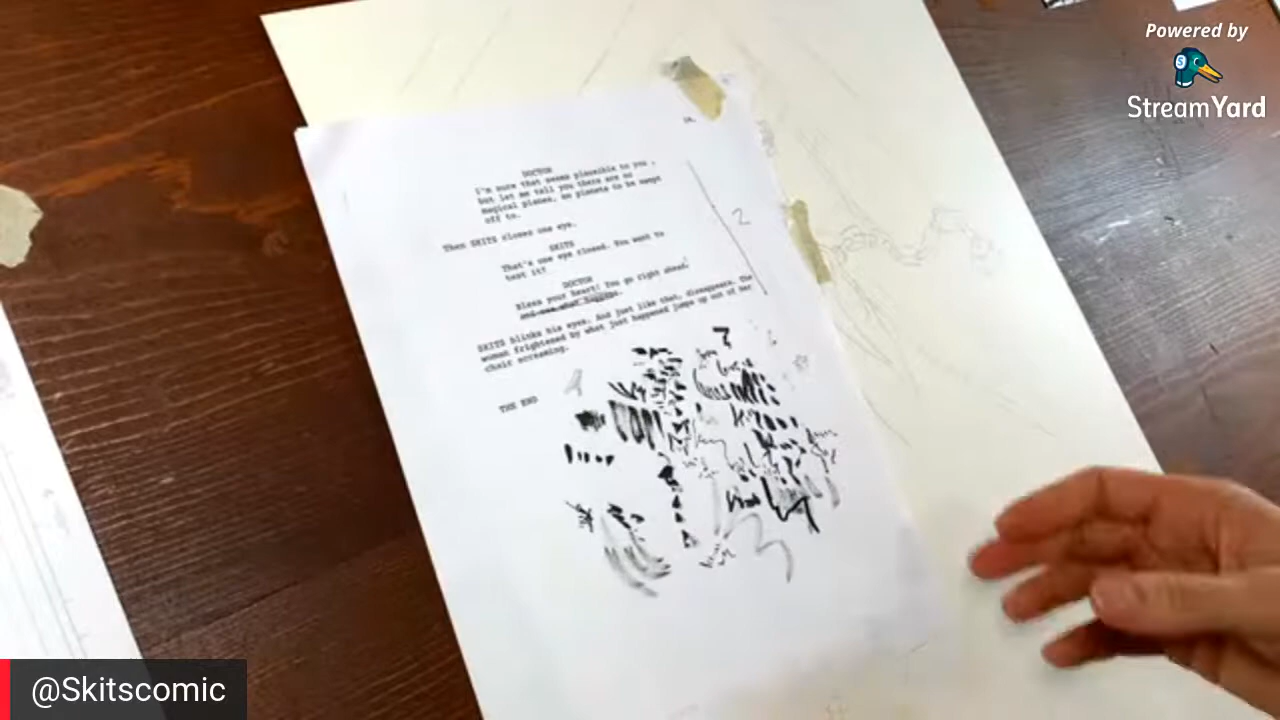 Powered by
StreamYard
DOCTOR
I'm sure that seems plausible to you,
but let me tell you there are no
magical planes, no planets to be swept
off to.
Then SKITS closes one eye.
SKITS
That's one eye closed. You want to
test it?
DOCTOR
Bless your heart! You go right ahead.
and see what happens.
SKITS blinks his eyes. And just like that, disappears. The
woman frightened by what just happened jumps up out of her
chair screaming.
THE END
2
@Skitscomic